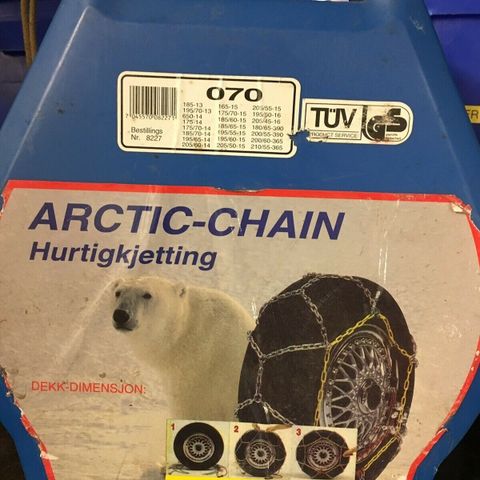 070
185-13 165-15 205/55-15
195/70-13 175/70-15 195/50-16
650-14 185/60-15 205/45-16
175-14 185/65-15 180/65-390
175/70-14 195/55-15 200/55-390
185/70-14 195/60-15 200/60-365
195/65-14 205/50-15 210/55-365
205/60-14
7 045570 082271
Bestillings
Nr. 8227
TÜV
PRODUCT SERVICE
GS
ARCTIC-CHAIN
Hurtigkjetting
DEKK-DIMENSJON:
1 2 3